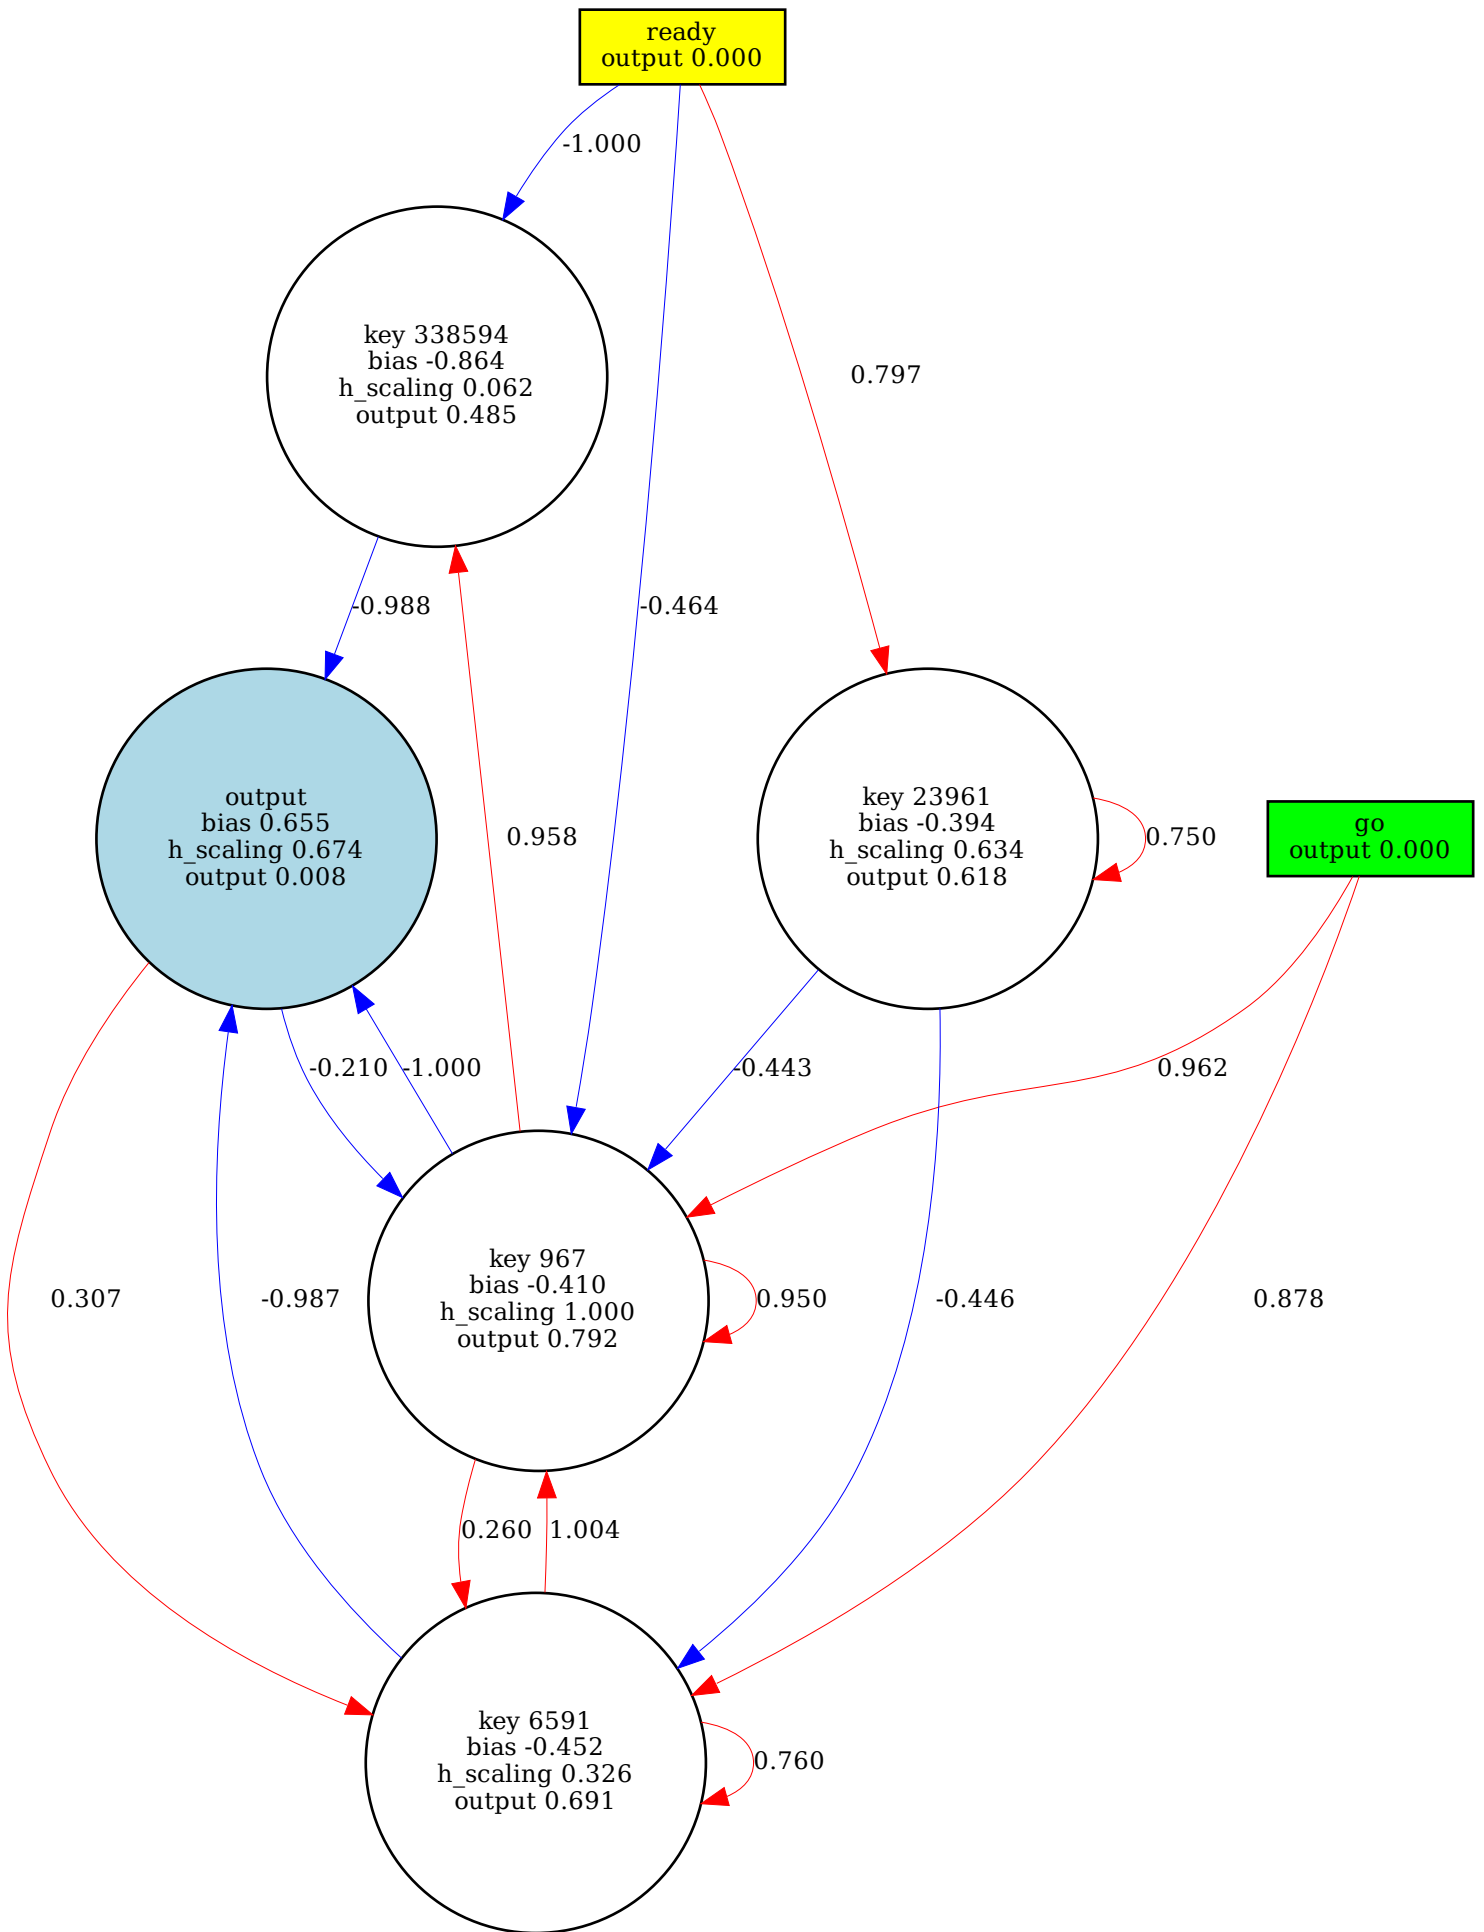 ready
output 0.000
-1.000
key 338594
bias -0.864
h_scaling 0.062
output 0.485
0.797
-0.988
-0.464
output
bias 0.655
h_scaling 0.674
output 0.008
0.958
key 23961
bias -0.394
h_scaling 0.634
output 0.618
0.750
go
output 0.000
-0.210
-1.000
-0.443
0.962
0.307
-0.987
key 967
bias -0.410
h_scaling 1.000
output 0.792
0.950
-0.446
0.878
0.260
1.004
key 6591
bias -0.452
h_scaling 0.326
output 0.691
0.760